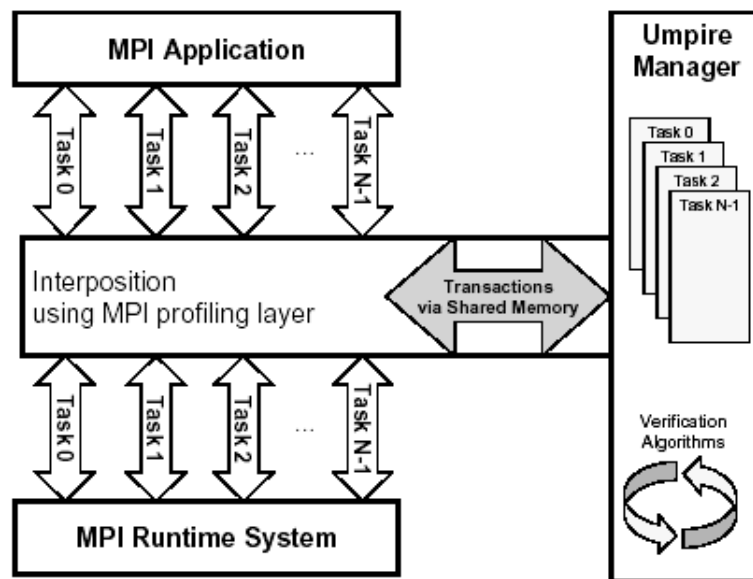 MPI Application
Task 0
Task 1
Task 2
...
Task N-1
Interposition
using MPI profiling layer
Transactions
via Shared Memory
Task 0
Task 1
Task 2
...
Task N-1
MPI Runtime System
Umpire
Manager
Task 0
Task 1
Task 2
Task N-1
Verification
Algorithms